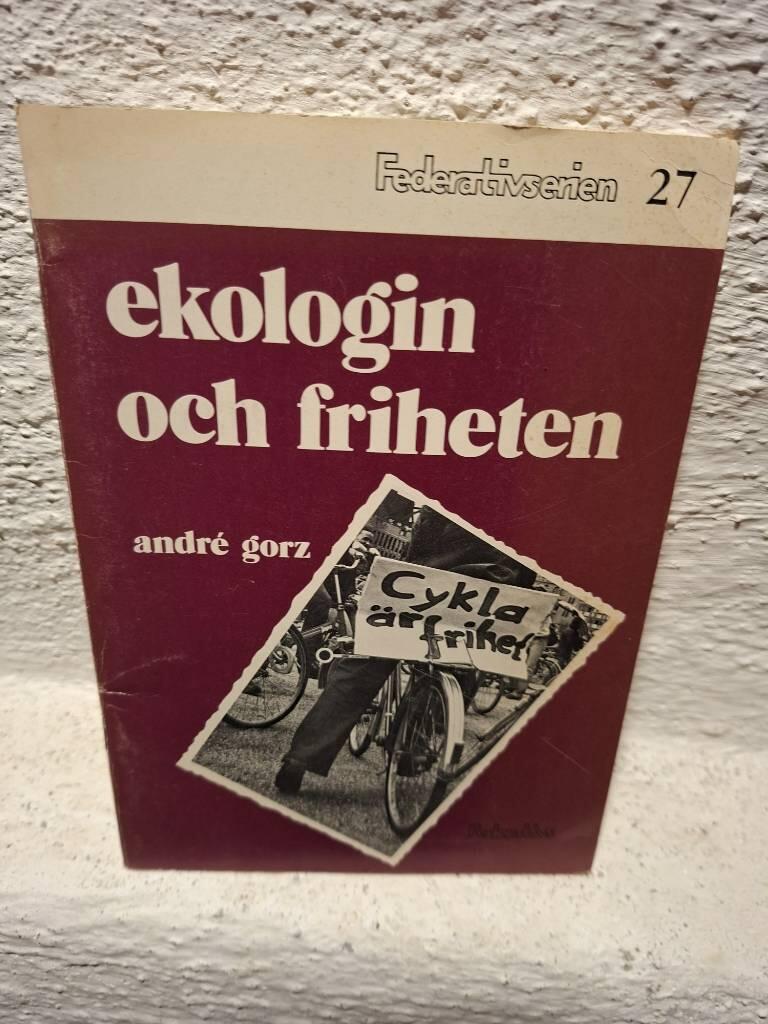 Federativserien 27
ekologin
och friheten
andré gorz
Cykla
är frihet